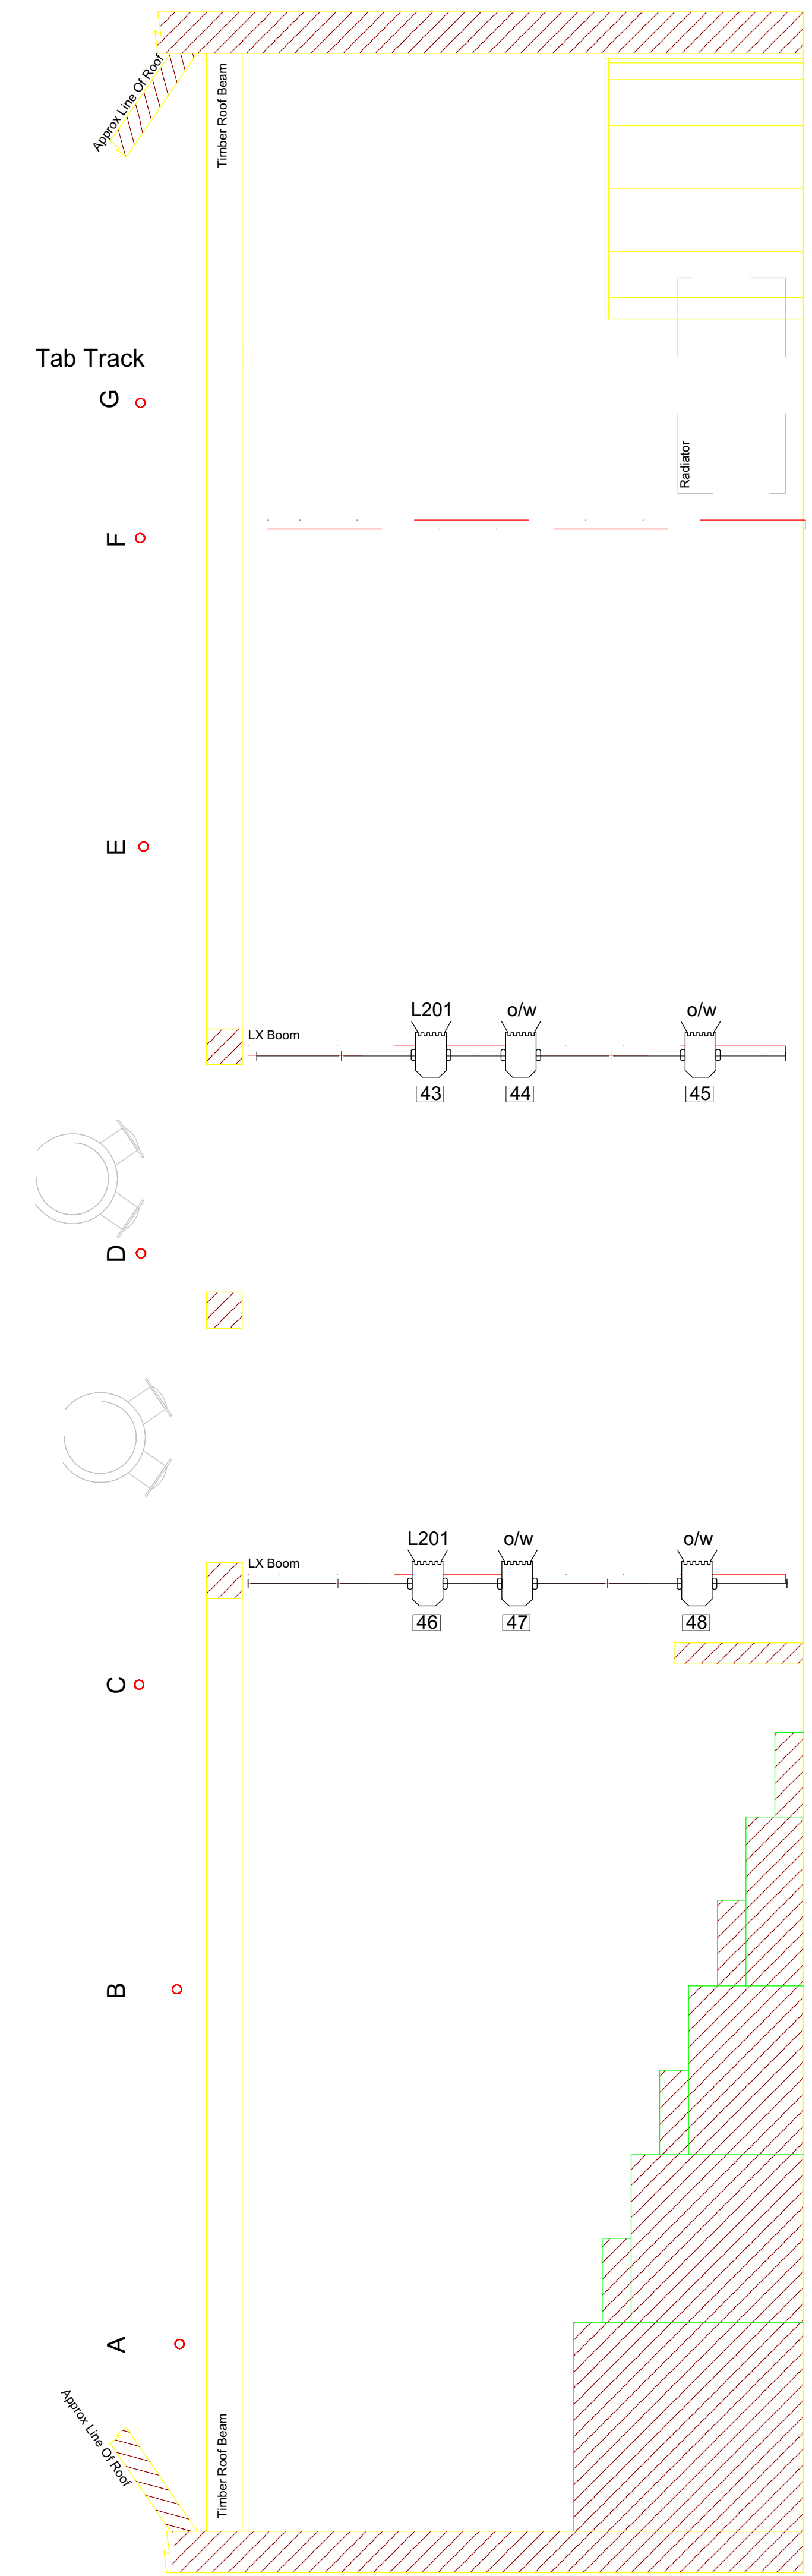 Approx Line Of Roof
Timber Roof Beam
Tab Track
G
Radiator
F
E
L201
o/w
o/w
LX Boom
43
44
45
D
L201
o/w
o/w
LX Boom
46
47
48
C
B
A
Approx Line Of Roof
Timber Roof Beam